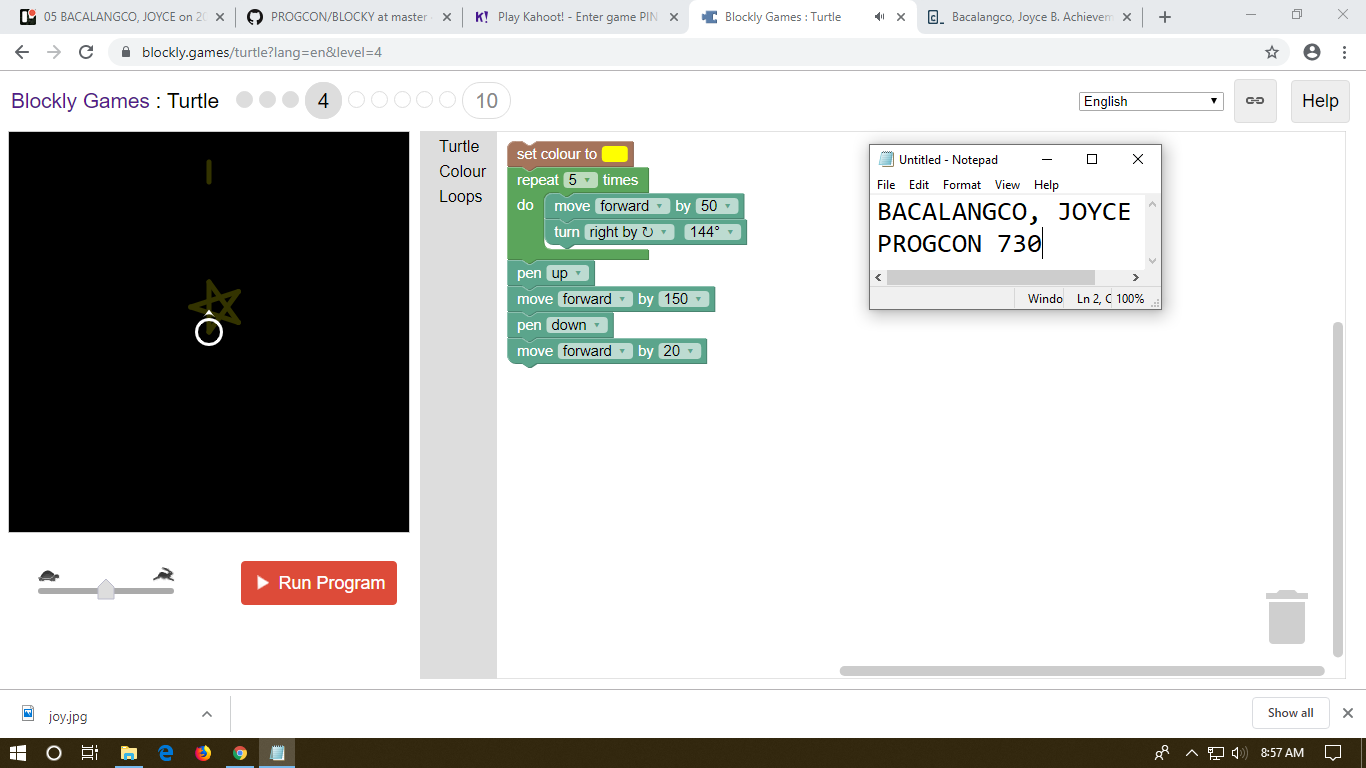 05 BACALANGCO, JOYCE on 20
PROGCON/BLOCKY at master
Play Kahoot! - Enter game PIN
Blockly Games : Turtle
Bacalangco, Joyce B. Achievem
blockly.games/turtle?lang=en&level=4
Blockly Games : Turtle
4
10
English
Help
Turtle
Colour
Loops
set colour to
repeat 5 times
do
move forward by 50
turn right by ↻ 144°
pen up
move forward by 150
pen down
move forward by 20
Untitled - Notepad
File Edit Format View Help
BACALANGCO, JOYCE
PROGCON 730
Windo Ln 2, C 100%
Run Program
joy.jpg
Show all
8:57 AM